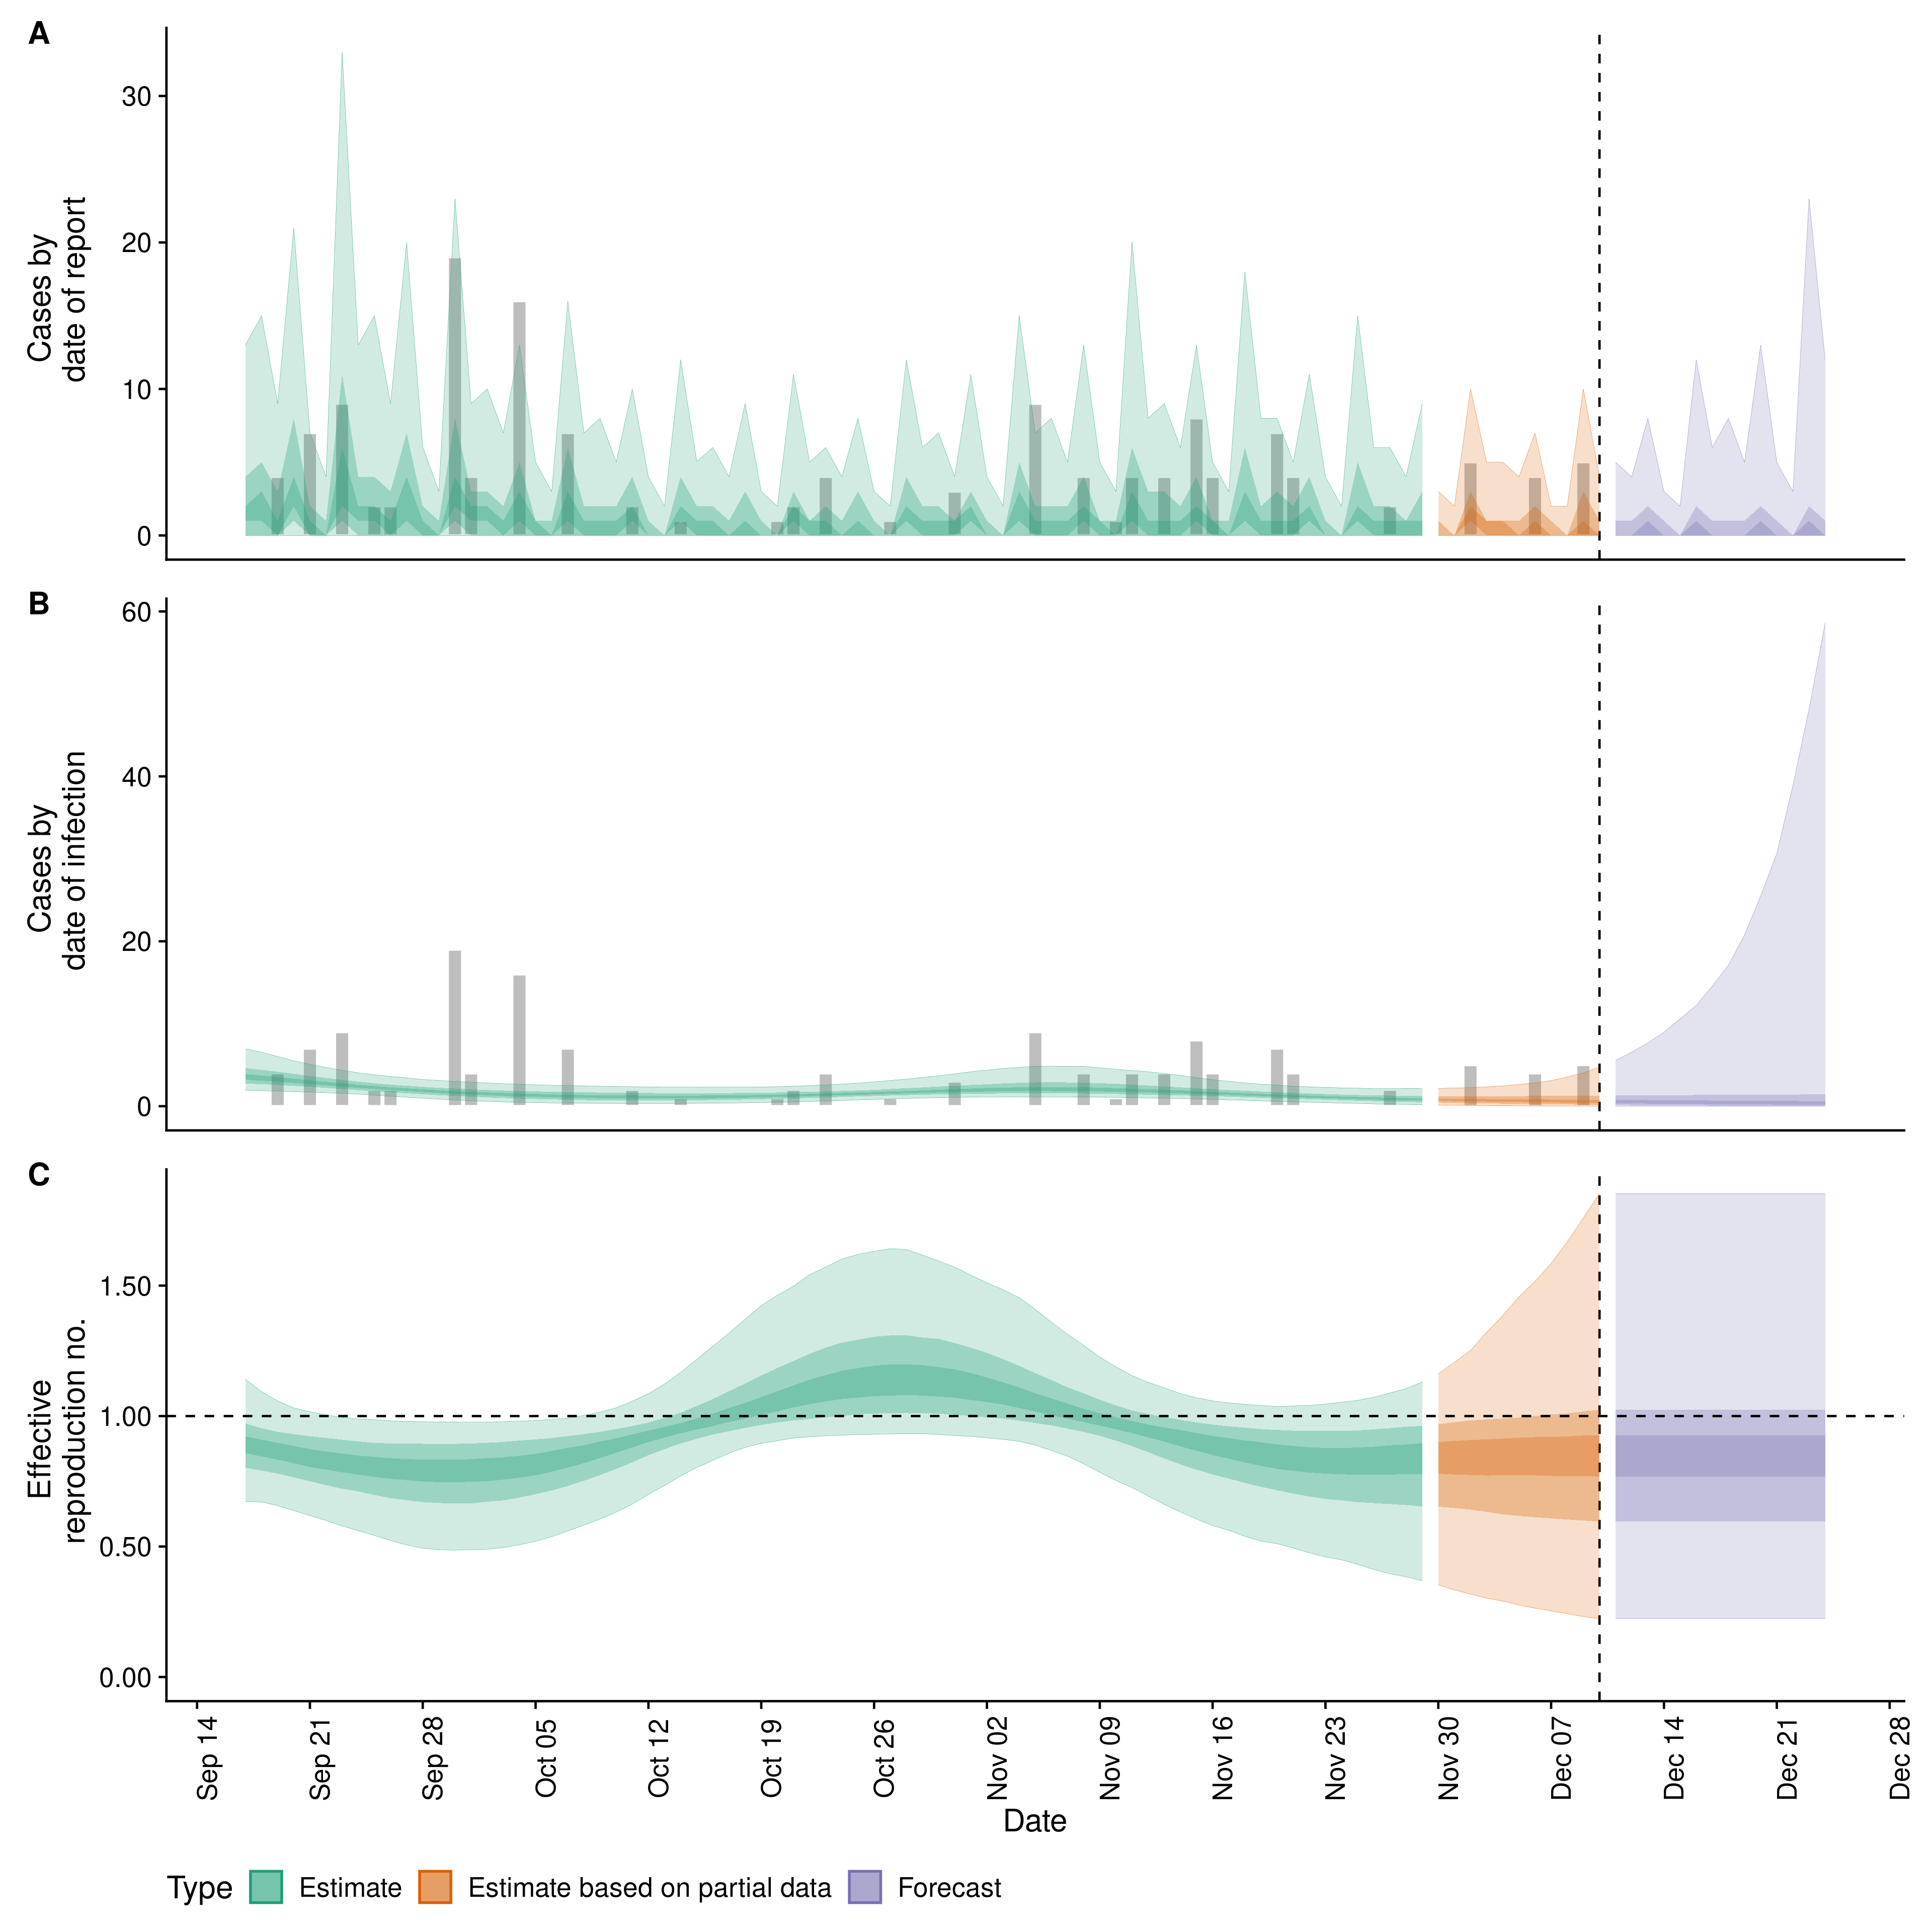 A
Cases by
date of report
30
20
10
0
B
Cases by
date of infection
60
40
20
0
C
Effective
reproduction no.
1.50
1.00
0.50
0.00
Sep 14
Sep 21
Sep 28
Oct 05
Oct 12
Oct 19
Oct 26
Nov 02
Nov 09
Nov 16
Nov 23
Nov 30
Dec 07
Dec 14
Dec 21
Dec 28
Date
Type Estimate Estimate based on partial data Forecast